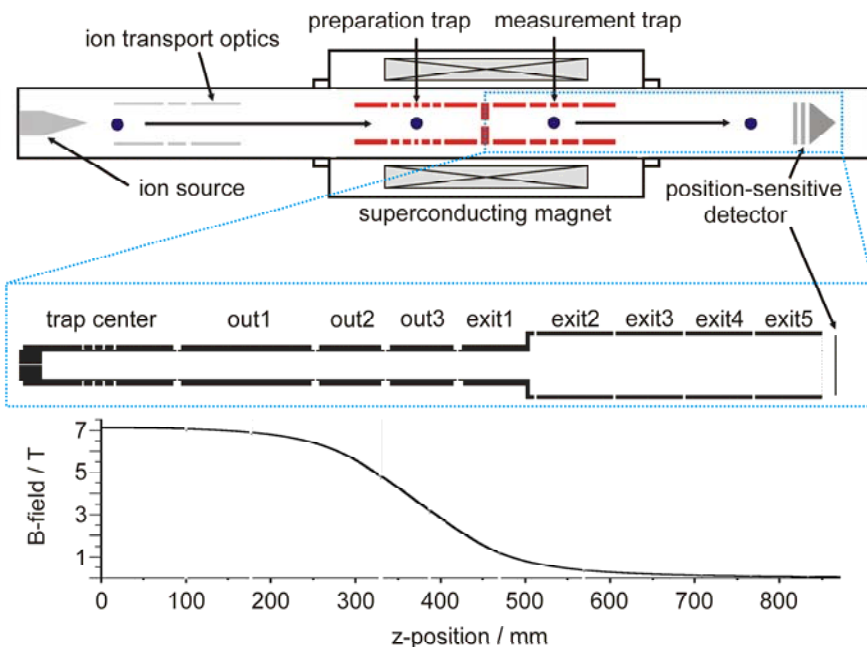 preparation trap measurement trap
ion transport optics
ion source
superconducting magnet
position-sensitive
detector
trap center out1 out2 out3 exit1 exit2 exit3 exit4 exit5
B-field / T
7
5
3
1
0 100 200 300 400 500 600 700 800
z-position / mm